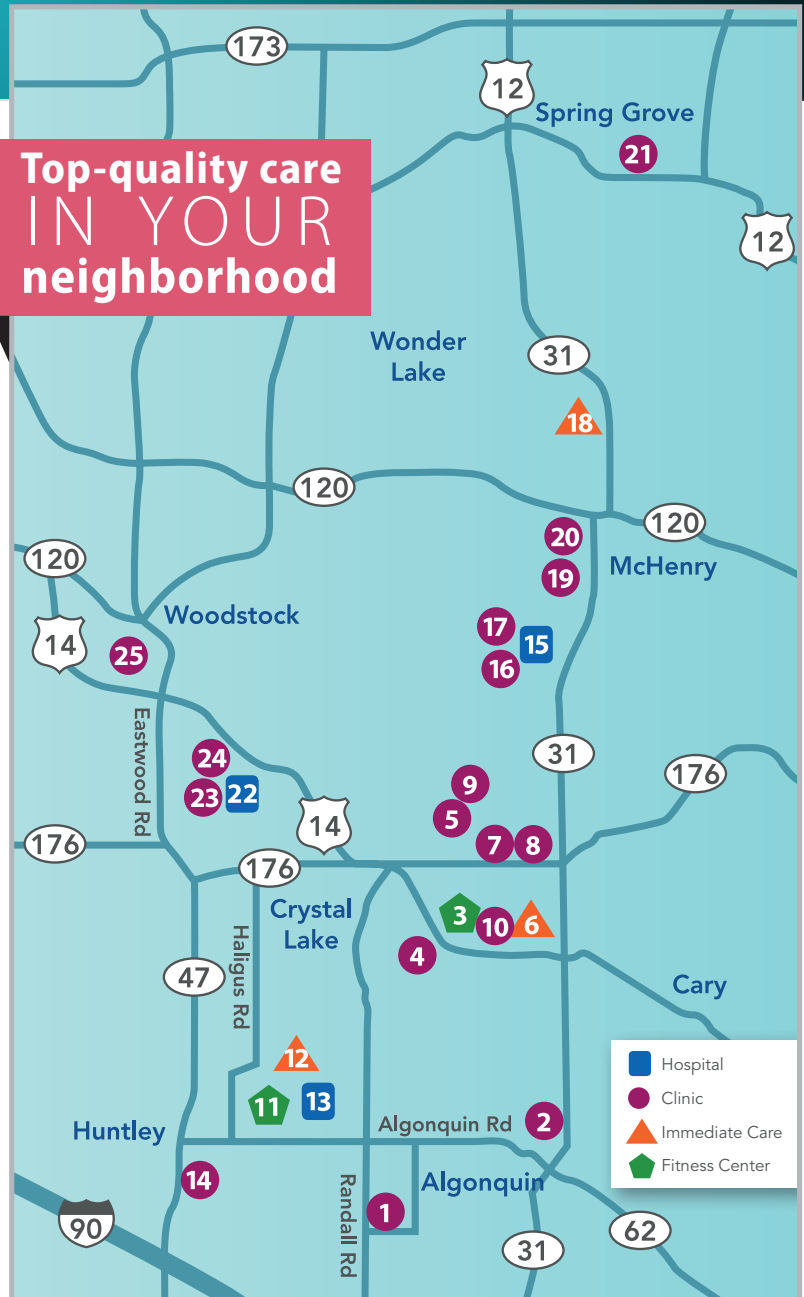 173
12
Spring Grove
21
Top-quality care
IN YOUR
neighborhood
12
Wonder
Lake
31
18
120
120
20
McHenry
19
120
Woodstock
14
25
17
15
16
Eastwood Rd
24
23
22
31
176
9
5
14
7
8
176
176
Crystal
Lake
3
10
6
4
Haligus Rd
47
Cary
12
11
13
Hospital
Clinic
Immediate Care
Fitness Center
Huntley
Algonquin Rd
2
14
Randall Rd
Algonquin
1
90
31
62